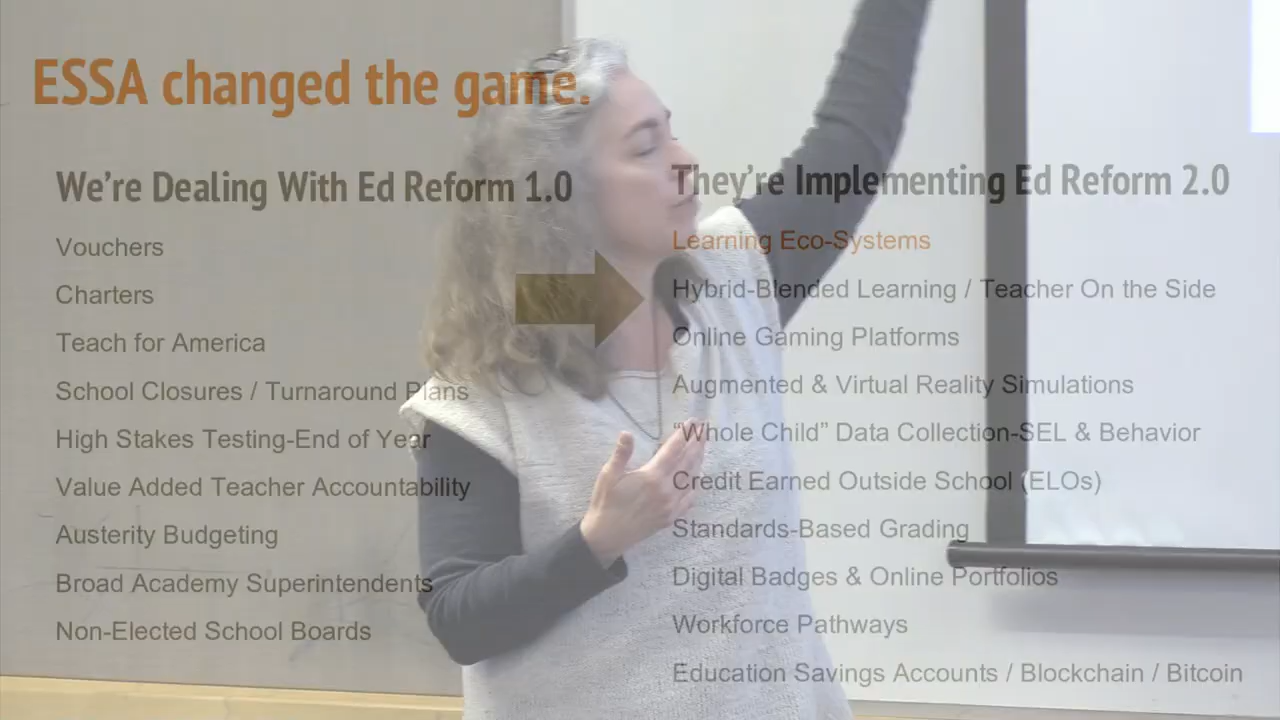 ESSA changed the game.
We're Dealing With Ed Reform 1.0
Vouchers
Charters
Teach for America
School Closures / Turnaround Plans
High Stakes Testing-End of Year
Value Added Teacher Accountability
Austerity Budgeting
Broad Academy Superintendents
Non-Elected School Boards
They're Implementing Ed Reform 2.0
Learning Eco-Systems
Hybrid-Blended Learning / Teacher On the Side
Online Gaming Platforms
Augmented & Virtual Reality Simulations
“Whole Child” Data Collection-SEL & Behavior
Credit Earned Outside School (ELOs)
Standards-Based Grading
Digital Badges & Online Portfolios
Workforce Pathways
Education Savings Accounts / Blockchain / Bitcoin